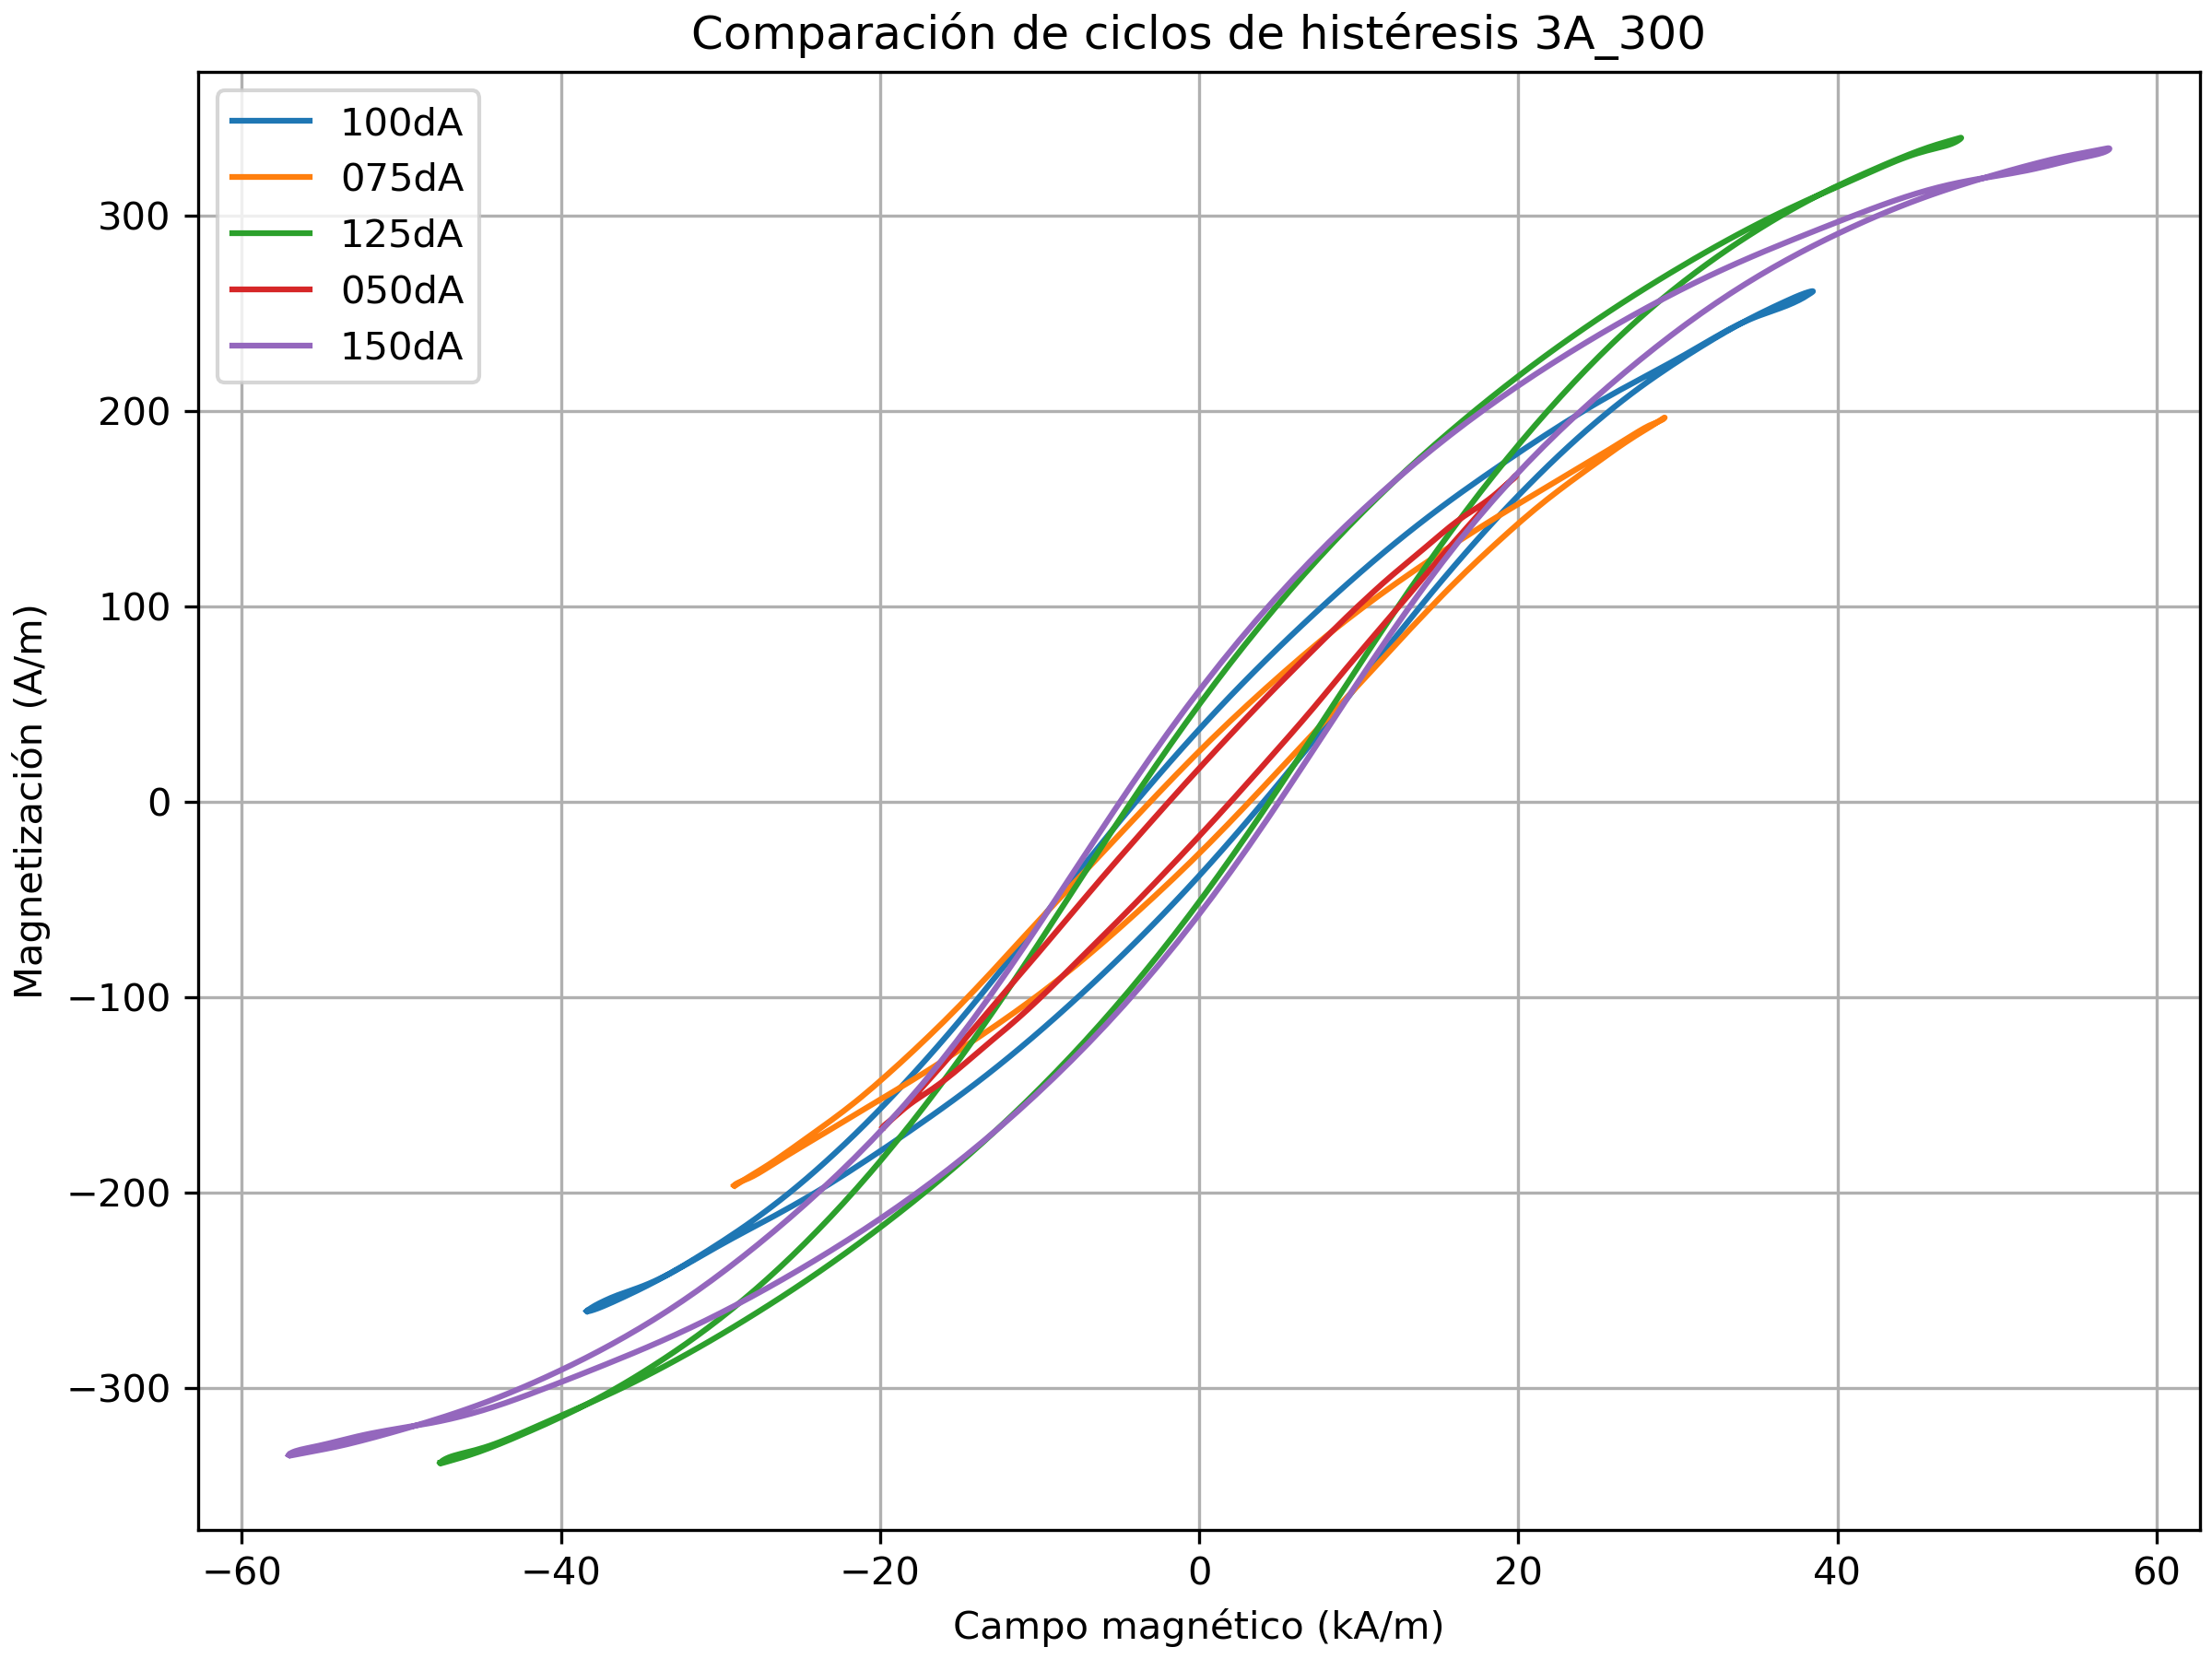 Comparación de ciclos de histéresis 3A_300
100dA
075dA
125dA
050dA
150dA
300
200
100
0
−100
−200
−300
Magnetización (A/m)
−60 −40 −20 0 20 40 60
Campo magnético (kA/m)